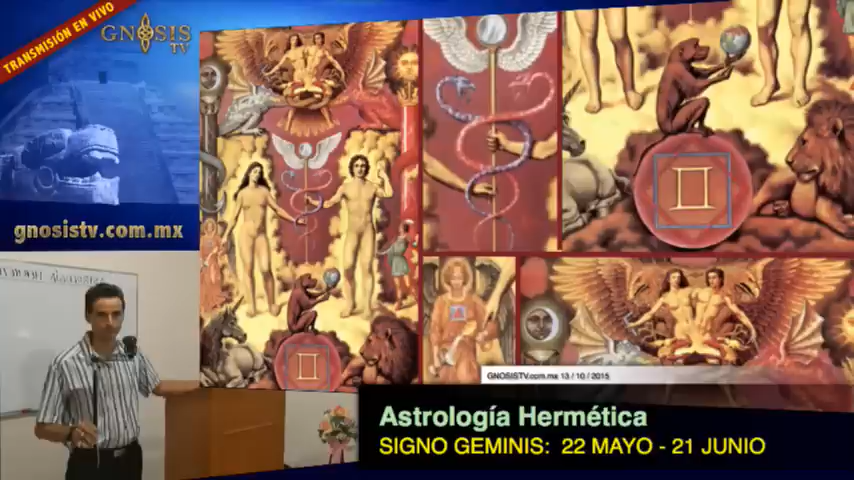 TRANSMISIÓN EN VIVO
GNOSIS
TV
gnosistv.com.mx
GNOSISTV.com.mx 13 / 10 / 2015
Astrología Hermética
SIGNO GEMINIS: 22 MAYO - 21 JUNIO